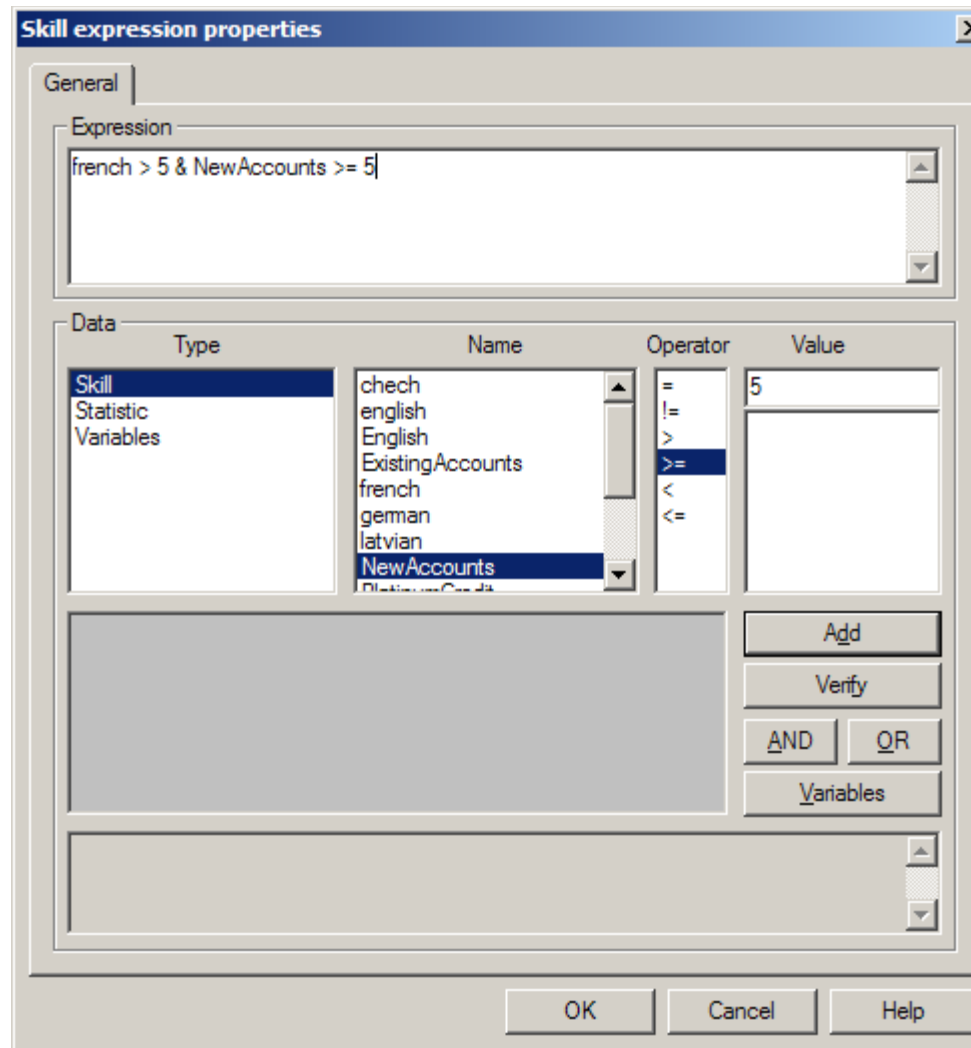 Skill expression properties
General
Expression
french > 5 & NewAccounts >= 5
Data
Type Name Operator Value
Skill
Statistic
Variables
chech
english
English
ExistingAccounts
french
german
latvian
NewAccounts
PlatinumCredit
=
!=
>
>=
<
<=
5
Add
Verify
AND OR
Variables
OK Cancel Help